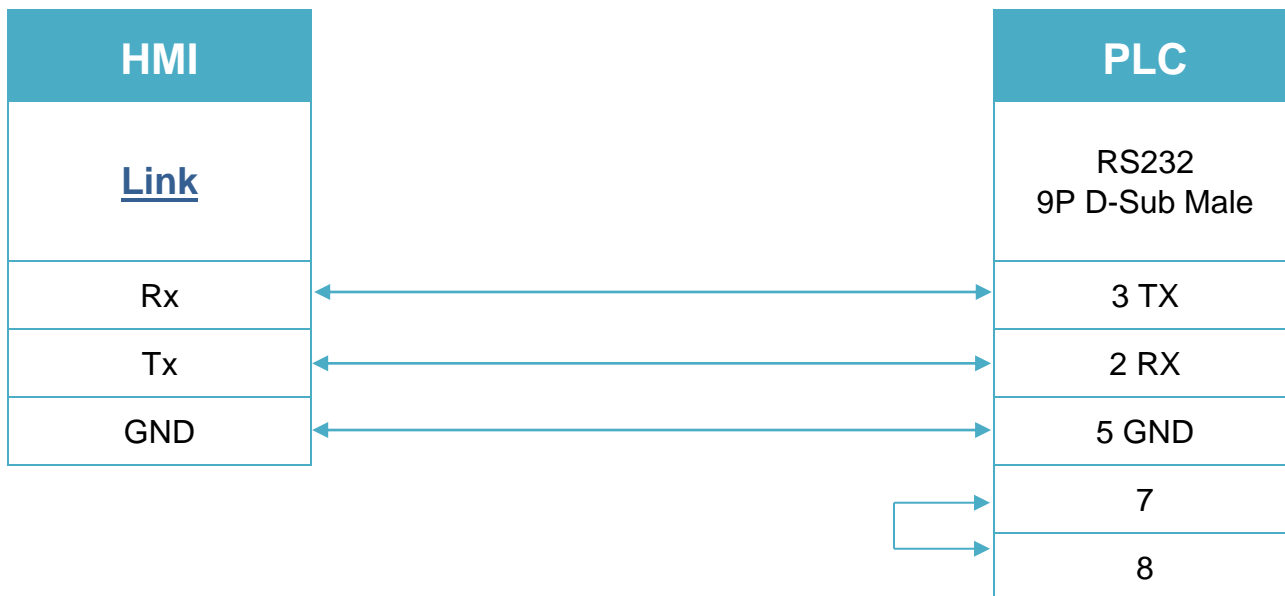 HMI
PLC
Link
RS232
9P D-Sub Male
Rx
3 TX
Tx
2 RX
GND
5 GND
7
8